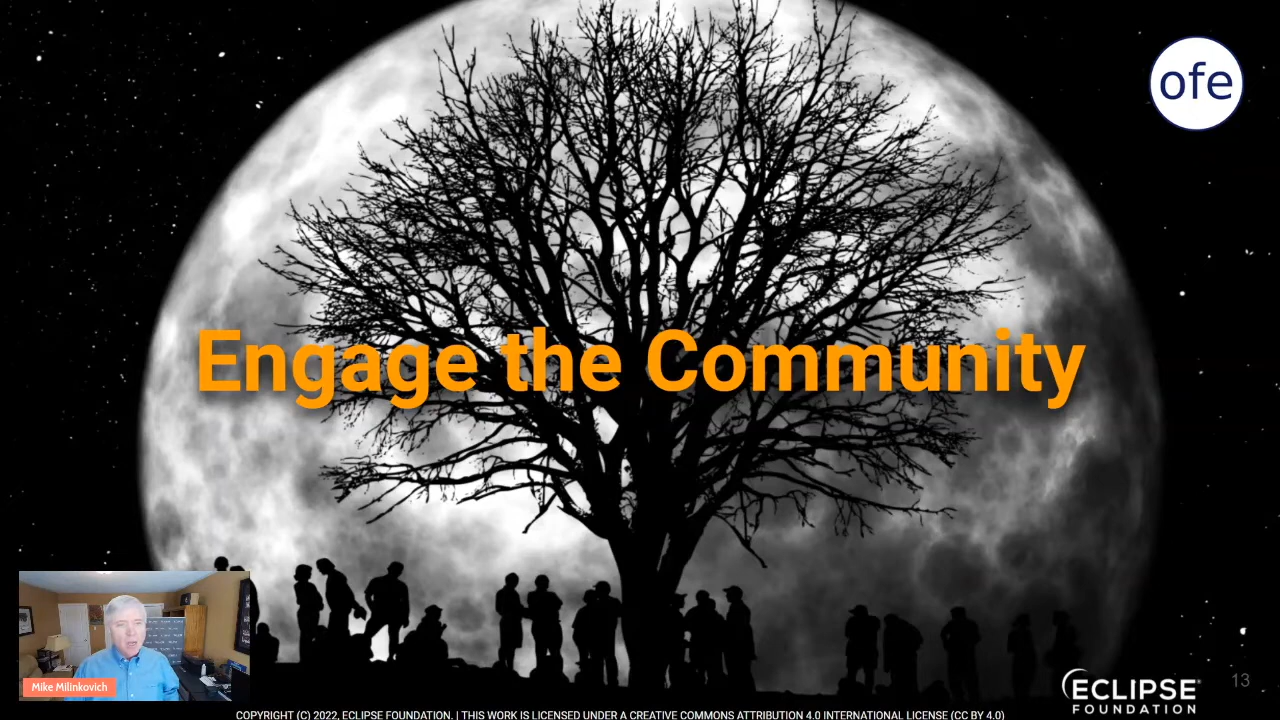 ofe
Engage the Community
Mike Milinkovich
ECLIPSE
FOUNDATION
13
COPYRIGHT (C) 2022, ECLIPSE FOUNDATION. | THIS WORK IS LICENSED UNDER A CREATIVE COMMONS ATTRIBUTION 4.0 INTERNATIONAL LICENSE (CC BY 4.0)